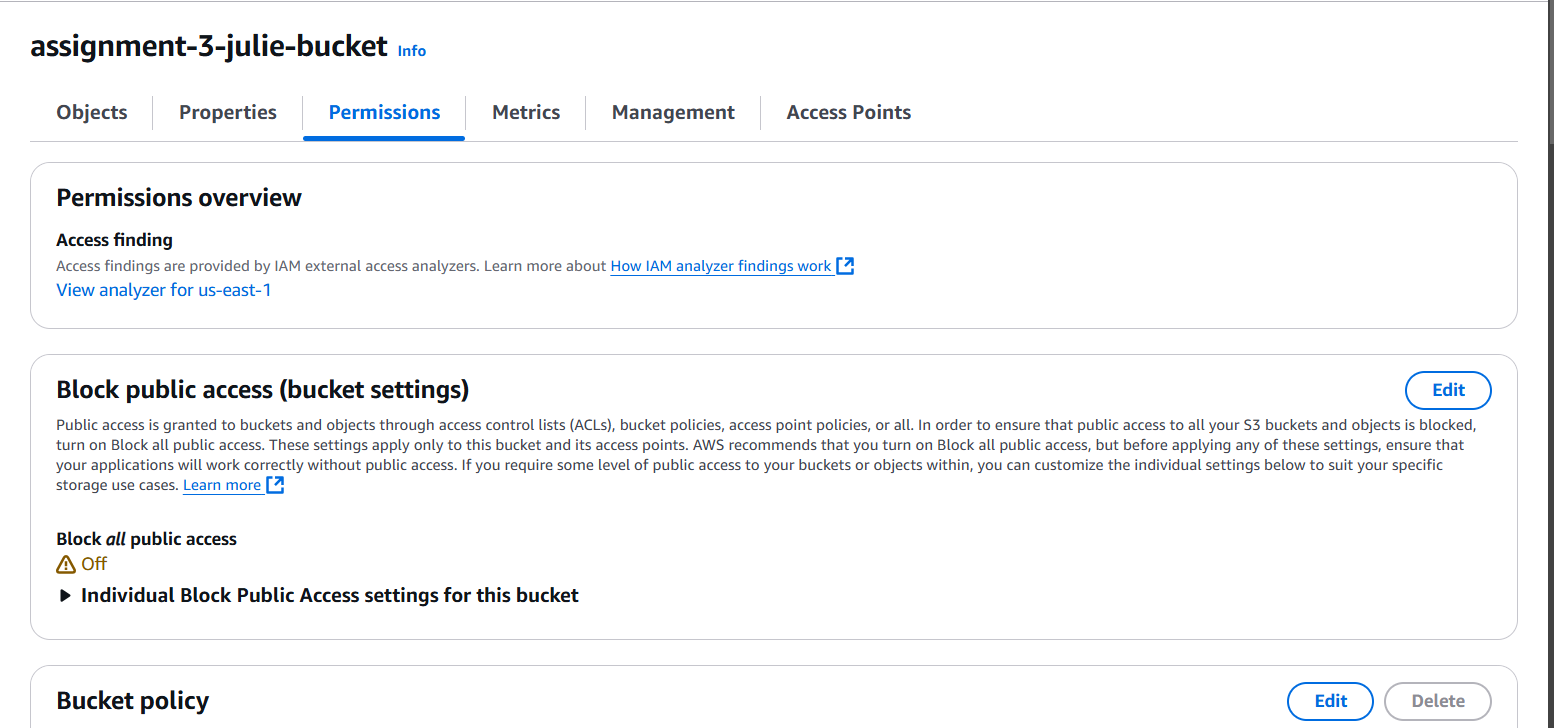 assignment-3-julie-bucket Info
Objects Properties Permissions Metrics Management Access Points
Permissions overview
Access finding
Access findings are provided by IAM external access analyzers. Learn more about How IAM analyzer findings work
View analyzer for us-east-1
Block public access (bucket settings) Edit
Public access is granted to buckets and objects through access control lists (ACLs), bucket policies, access point policies, or all. In order to ensure that public access to all your S3 buckets and objects is blocked,
turn on Block all public access. These settings apply only to this bucket and its access points. AWS recommends that you turn on Block all public access, but before applying any of these settings, ensure that
your applications will work correctly without public access. If you require some level of public access to your buckets or objects within, you can customize the individual settings below to suit your specific
storage use cases. Learn more
Block all public access
Off
Individual Block Public Access settings for this bucket
Bucket policy Edit Delete